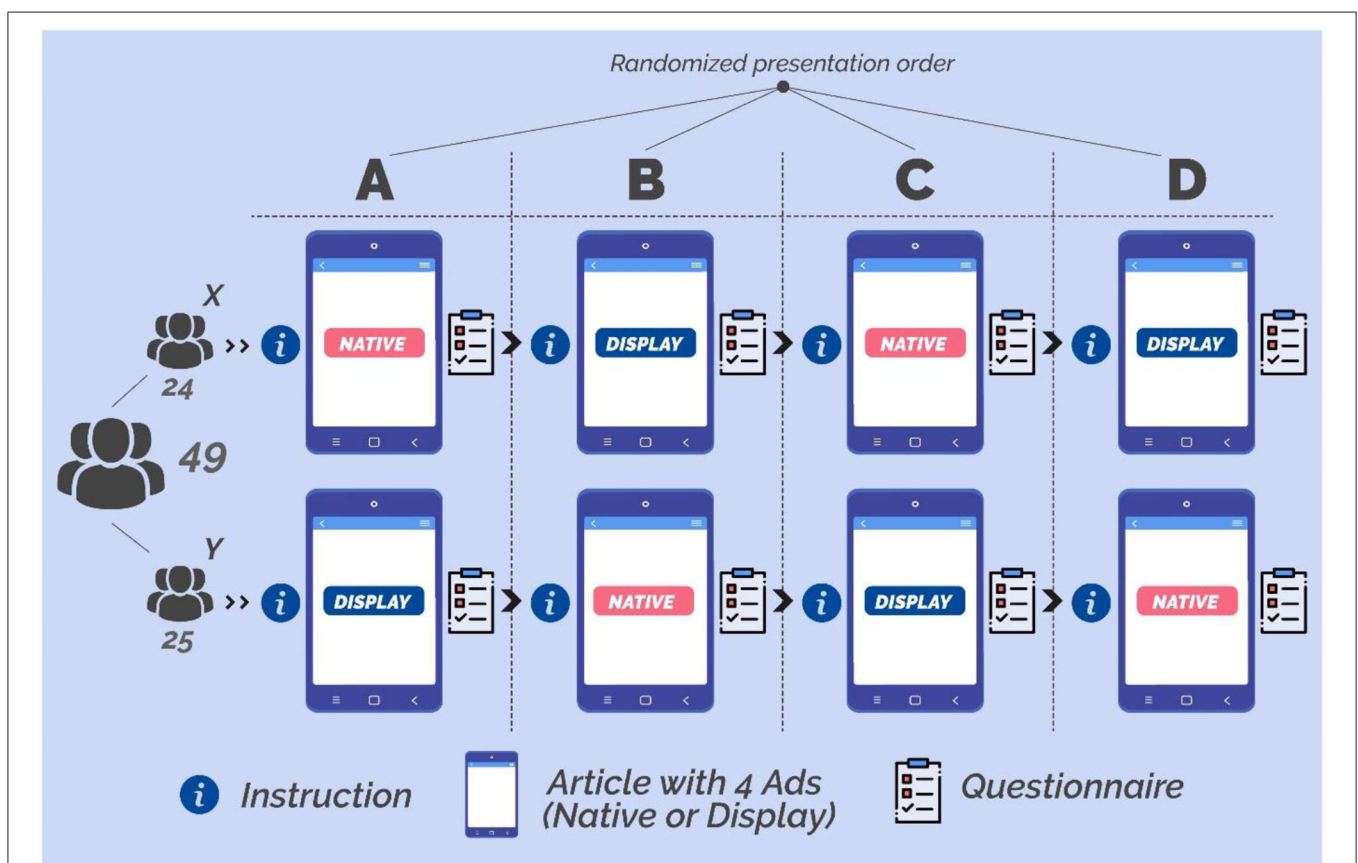 Randomized presentation order
A B C D
X
i NATIVE i DISPLAY i NATIVE i DISPLAY
24
49
Y
i DISPLAY i NATIVE i DISPLAY i NATIVE
25
i Instruction
Article with 4 Ads
(Native or Display)
Questionnaire